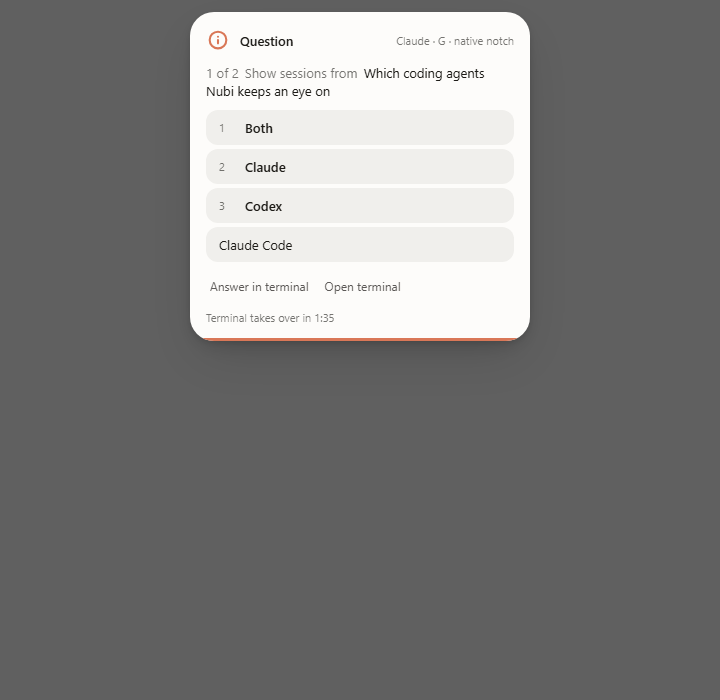 Question
Claude · G · native notch
1 of 2 Show sessions from Which coding agents
Nubi keeps an eye on
1 Both
2 Claude
3 Codex
Claude Code
Answer in terminal Open terminal
Terminal takes over in 1:35